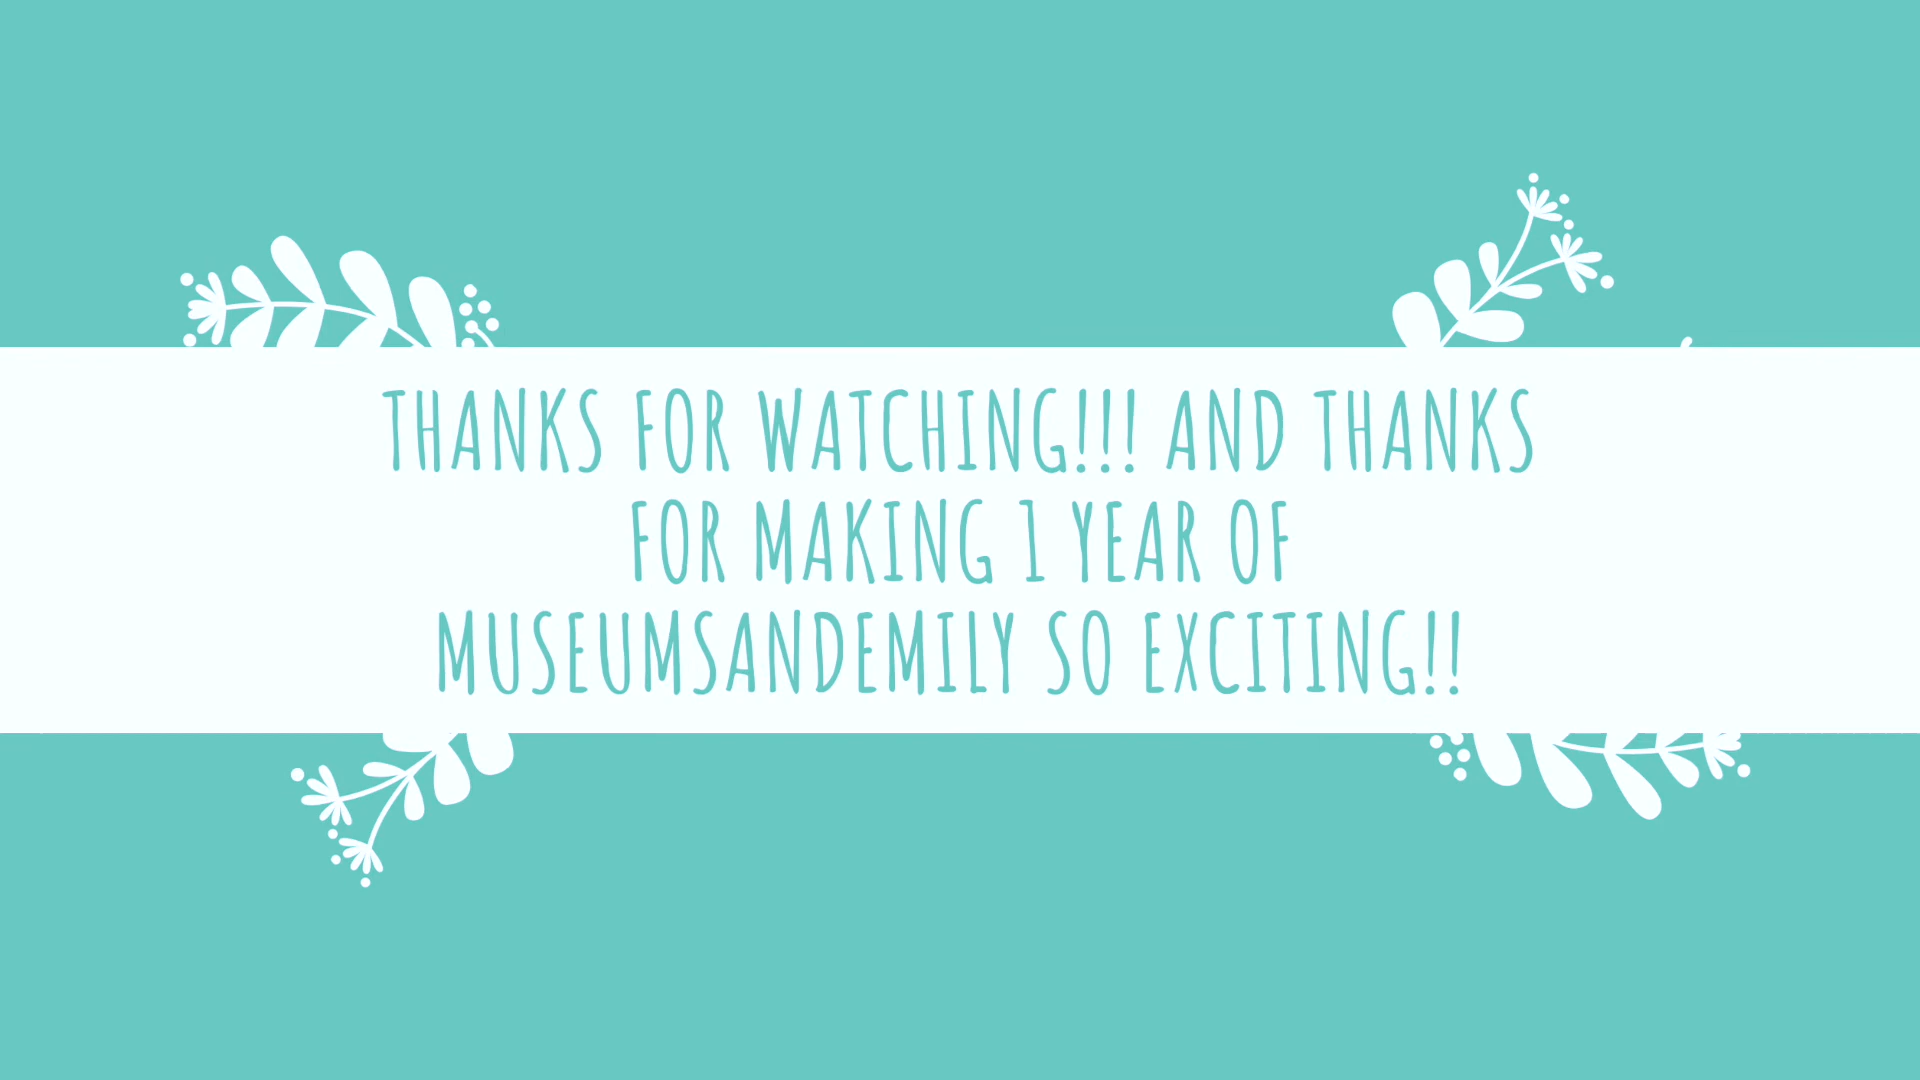 THANKS FOR WATCHING!!! AND THANKS
FOR MAKING 1 YEAR OF
MUSEUMSANDEMILY SO EXCITING!!